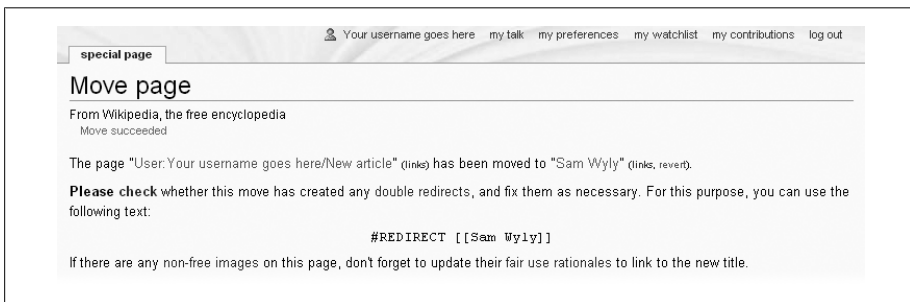 Your username goes here my talk my preferences my watchlist my contributions log out
special page
Move page
From Wikipedia, the free encyclopedia
Move succeeded
The page "User:Your username goes here/New article" (links) has been moved to "Sam Wyly" (links, revert).
Please check whether this move has created any double redirects, and fix them as necessary. For this purpose, you can use the
following text:
#REDIRECT [[Sam Wyly]]
If there are any non-free images on this page, don't forget to update their fair use rationales to link to the new title.